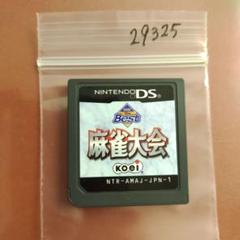 29325
NINTENDO DS
Best
麻雀大会
KOEI
NTR-AMAJ-JPN-1